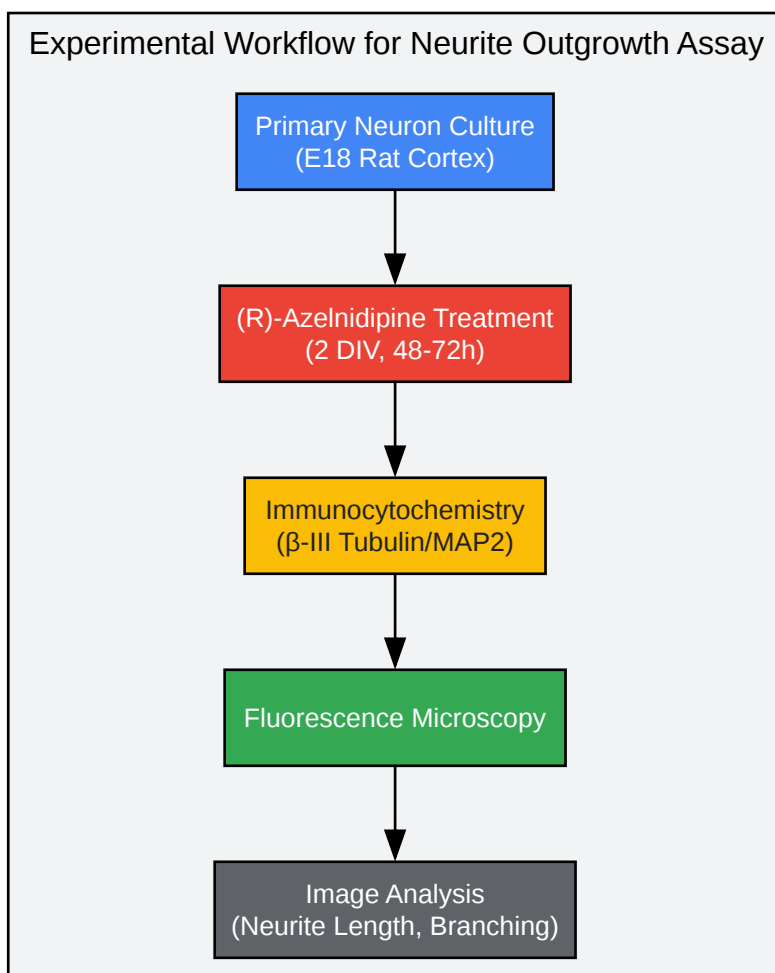 Experimental Workflow for Neurite Outgrowth Assay
Primary Neuron Culture
(E18 Rat Cortex)
(R)-Azelnidipine Treatment
(2 DIV, 48-72h)
Immunocytochemistry
(β-III Tubulin/MAP2)
Fluorescence Microscopy
Image Analysis
(Neurite Length, Branching)